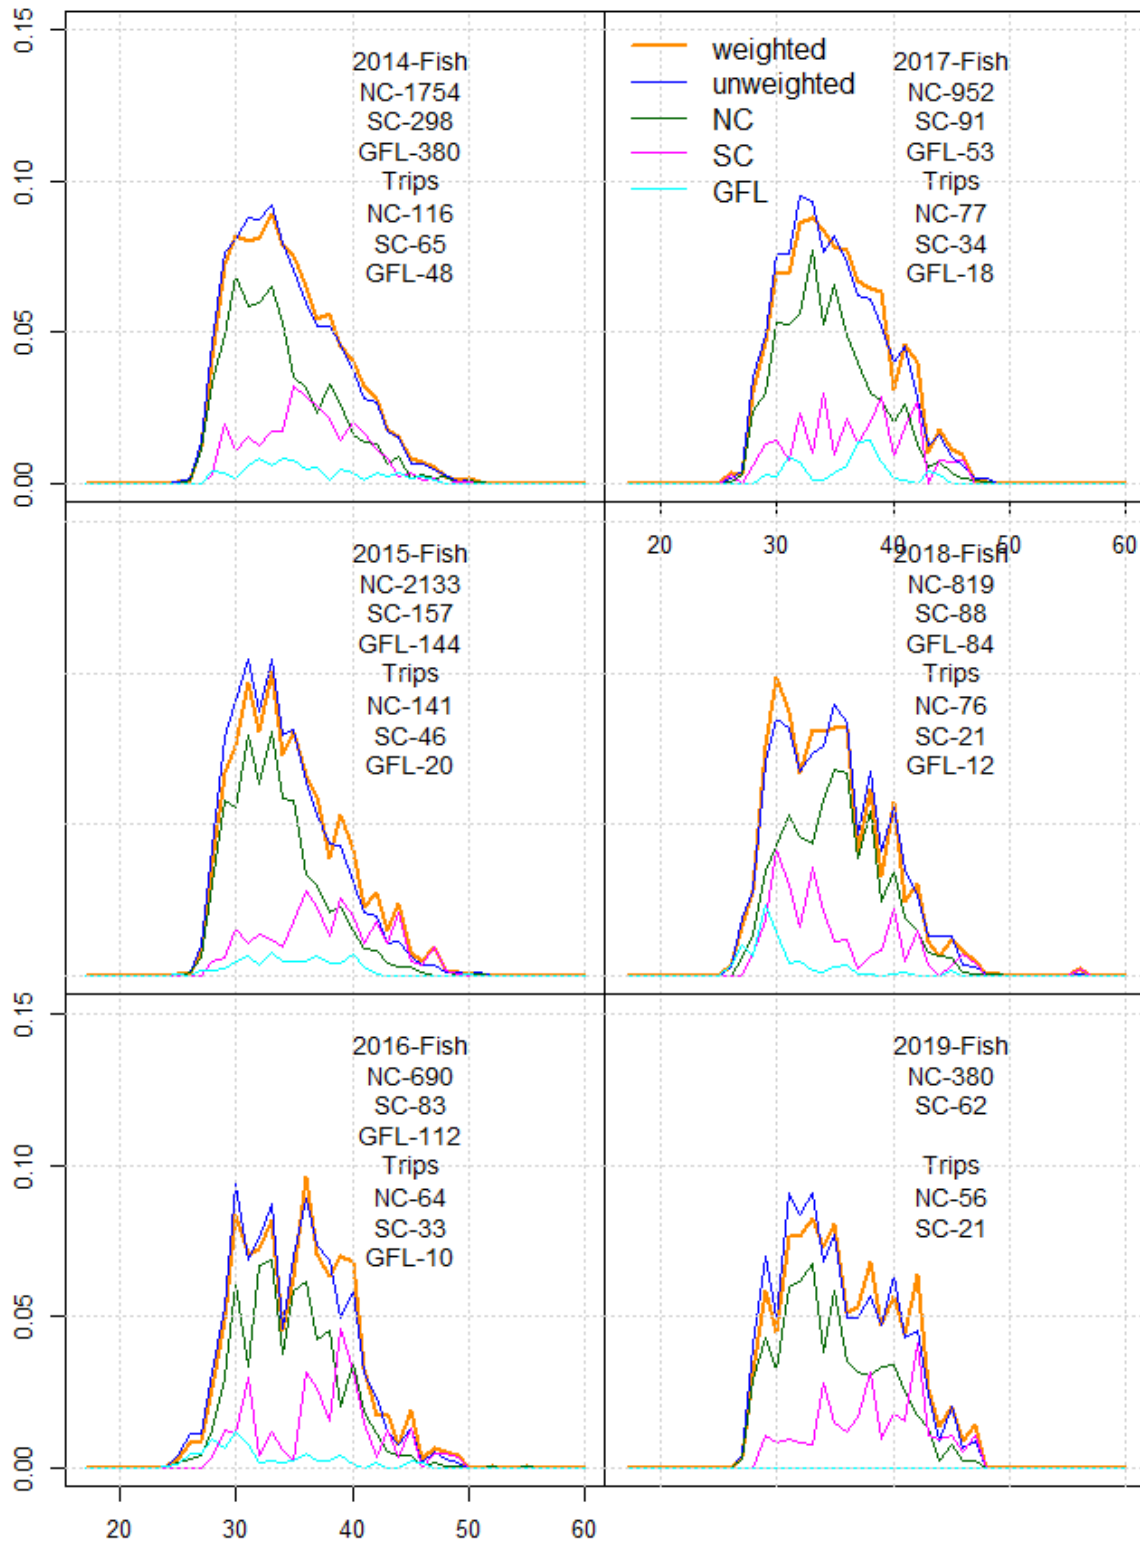 0.15
0.10
0.05
0.00
2014-Fish
NC-1754
SC-298
GFL-380
Trips
NC-116
SC-65
GFL-48
weighted
unweighted
NC
SC
GFL
2017-Fish
NC-952
SC-91
GFL-53
Trips
NC-77
SC-34
GFL-18
20 30 40 50 60
2015-Fish
NC-2133
SC-157
GFL-144
Trips
NC-141
SC-46
GFL-20
2018-Fish
NC-819
SC-88
GFL-84
Trips
NC-76
SC-21
GFL-12
0.15
0.10
0.05
0.00
2016-Fish
NC-690
SC-83
GFL-112
Trips
NC-64
SC-33
GFL-10
2019-Fish
NC-380
SC-62
Trips
NC-56
SC-21
20 30 40 50 60